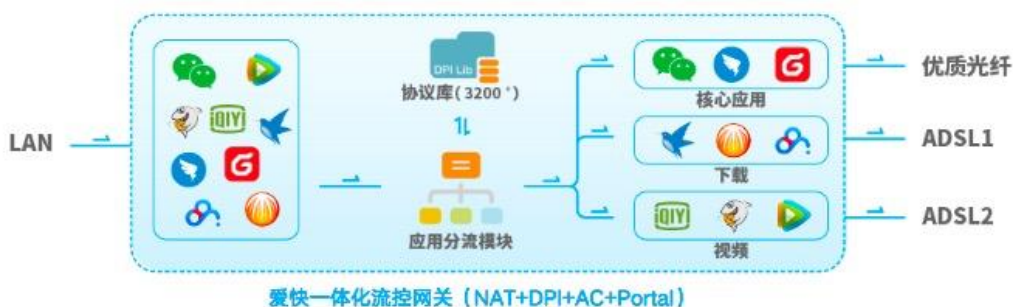 LAN
iQIYI
DPI Lib
协议库(3200+)
应用分流模块
核心应用
优质光纤
下载
ADSL1
iQIYI
视频
ADSL2
爱快一体化流控网关(NAT+DPI+AC+Portal)